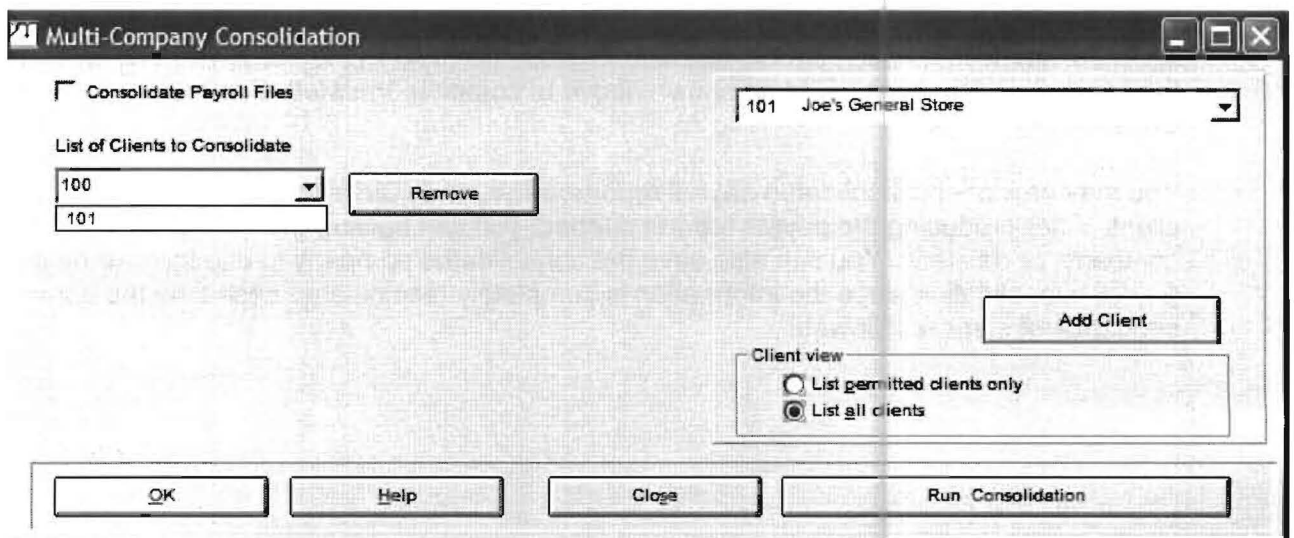 Multi-Company Consolidation
Consolidate Payroll Files
List of Clients to Consolidate
100
101
Remove
101 Joe's General Store
Add Client
Client view
List permitted clients only
List all clients
OK
Help
Close
Run Consolidation